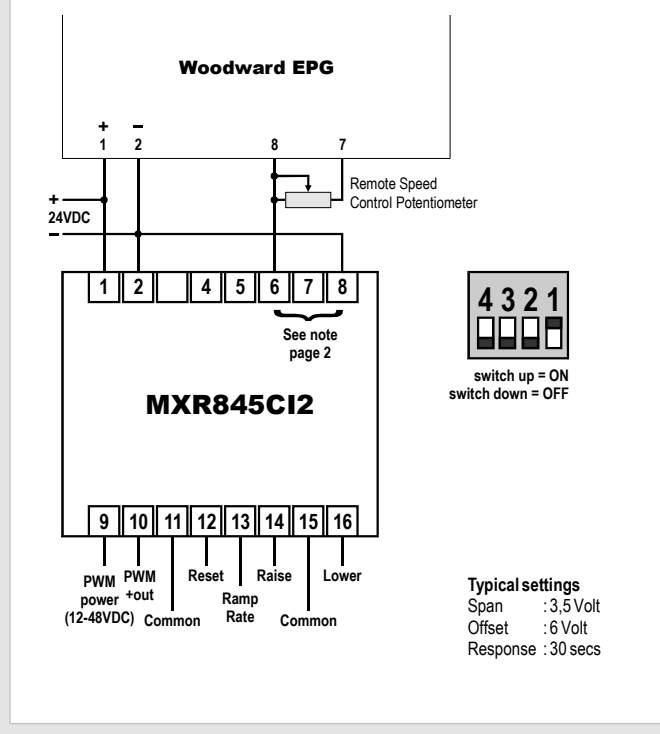 Woodward EPG
+ −
1 2 8 7
Remote Speed
Control Potentiometer
+
24VDC
−
1 2 4 5 6 7 8
See note
page 2
4 3 2 1
switch up = ON
switch down = OFF
MXR845CI2
9 10 11 12 13 14 15 16
PWM
power
(12-48VDC)
PWM
+out
Common
Reset
Ramp
Rate
Raise
Common
Lower
Typical settings
Span : 3,5 Volt
Offset : 6 Volt
Response : 30 secs